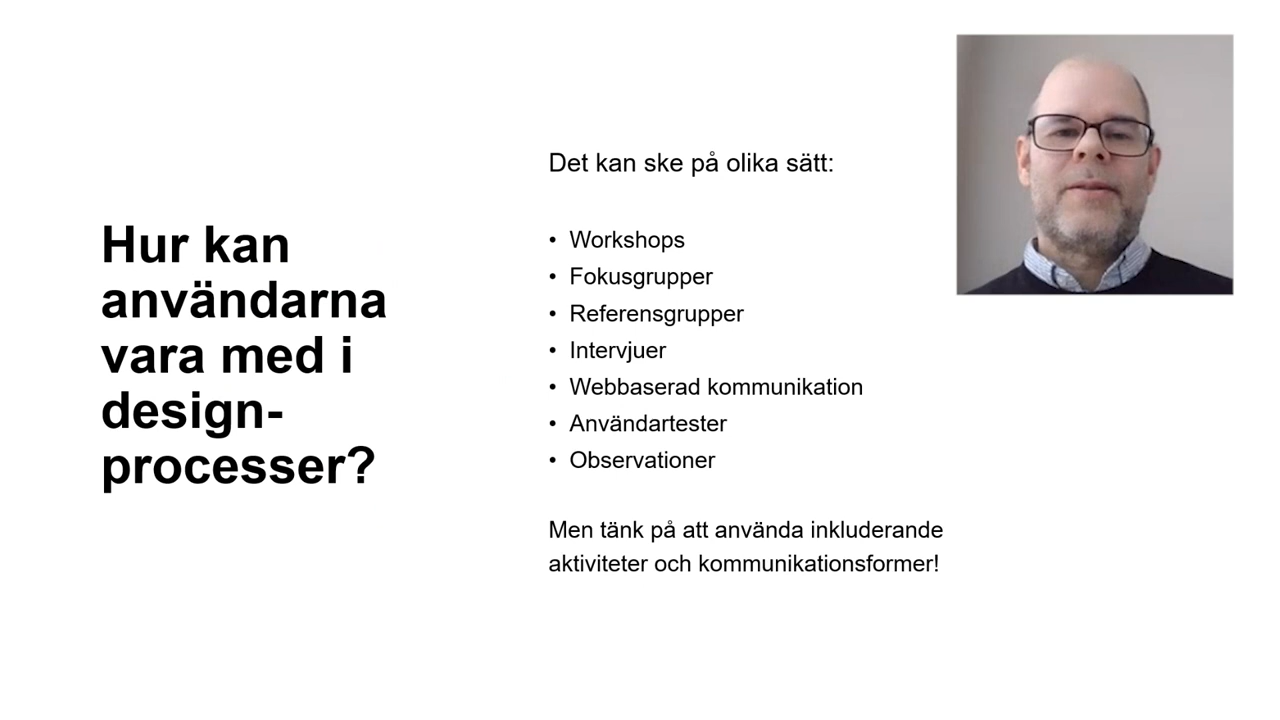 Hur kan
användarna
vara med i
design-
processer?
Det kan ske på olika sätt:
• Workshops
• Fokusgrupper
• Referensgrupper
• Intervjuer
• Webbaserad kommunikation
• Användartester
• Observationer
Men tänk på att använda inkluderande
aktiviteter och kommunikationsformer!